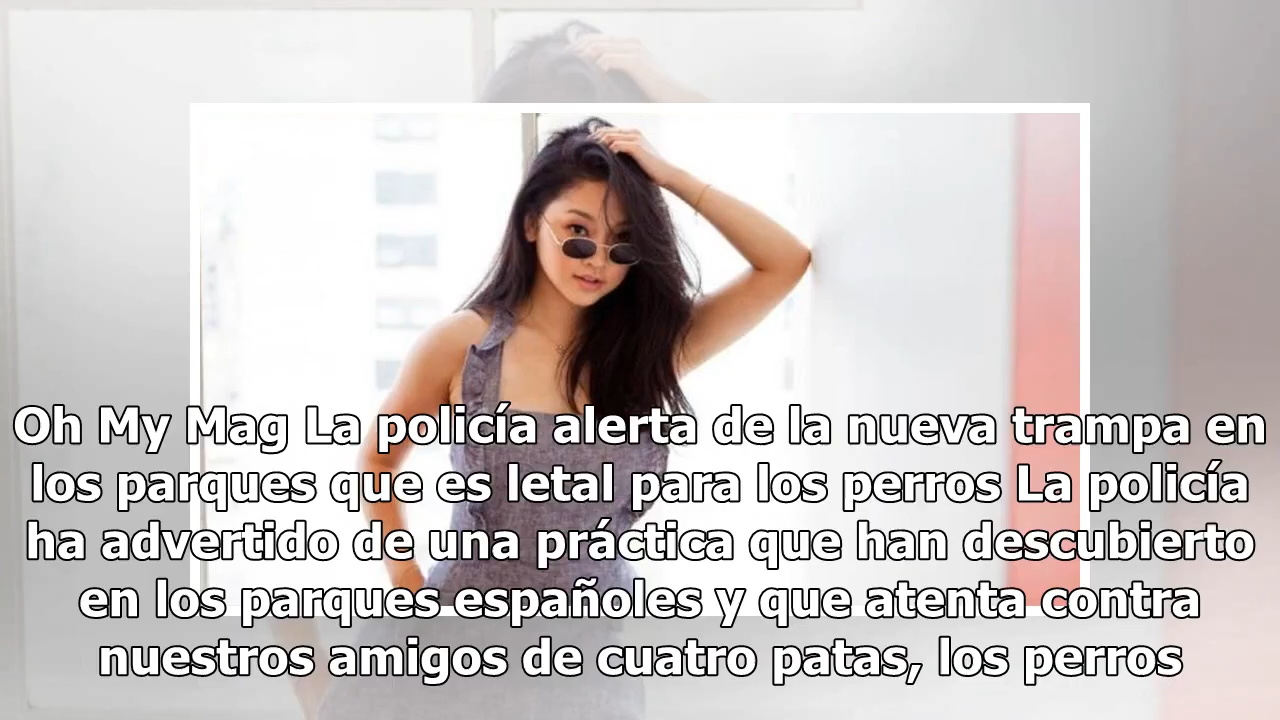 Oh My Mag La policía alerta de la nueva trampa en
los parques que es letal para los perros La policía
ha advertido de una práctica que han descubierto
en los parques españoles y que atenta contra
nuestros amigos de cuatro patas, los perros